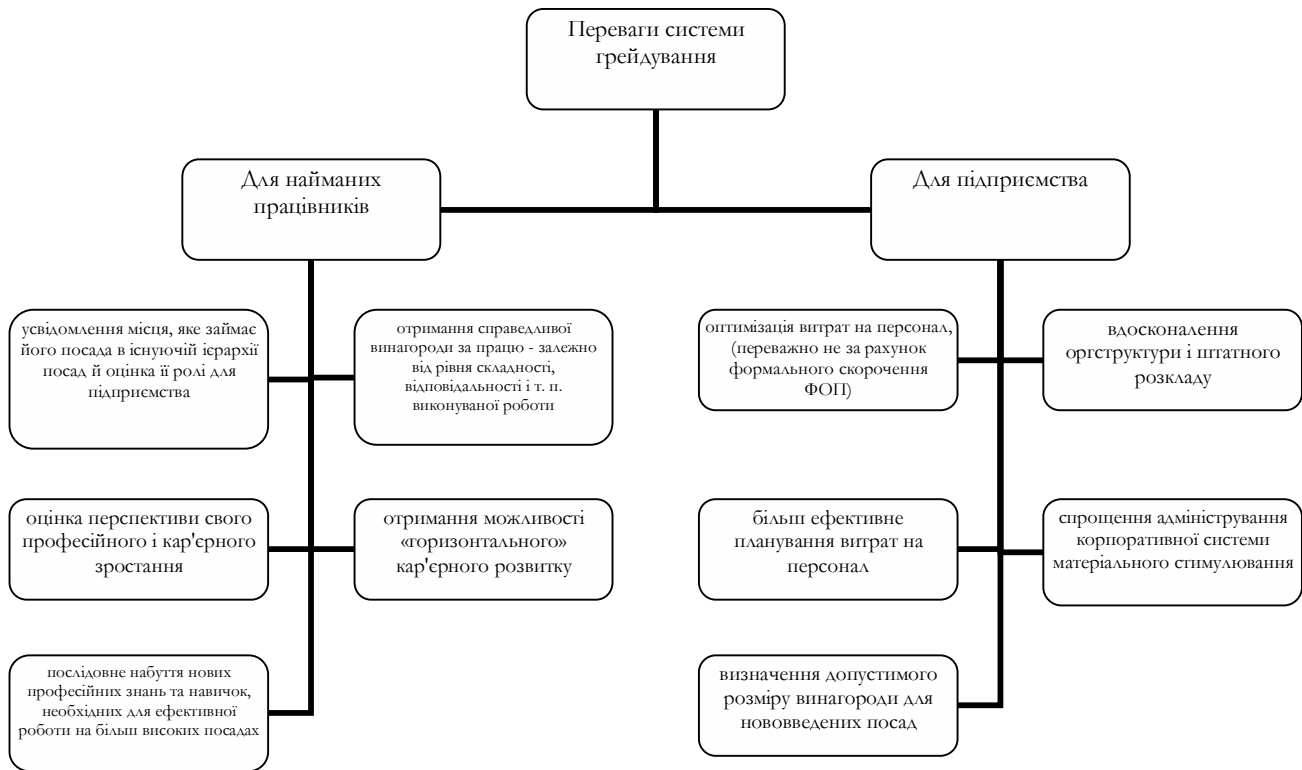 Переваги системи
грейдування
Для найманих
працівників
Для підприємства
усвідомлення місця, яке займає
його посада в існуючій ієрархії
посад й оцінка її ролі для
підприємства
отримання справедливої
винагороди за працю - залежно
від рівня складності,
відповідальності і т. п.
виконуваної роботи
оптимізація витрат на персонал,
(переважно не за рахунок
формального скорочення
ФОП)
вдосконалення
оргструктури і штатного
розкладу
оцінка перспективи свого
професійного і кар'єрного
зростання
отримання можливості
«горизонтального»
кар'єрного розвитку
більш ефективне
планування витрат на
персонал
спрощення адміністрування
корпоративної системи
матеріального стимулювання
послідовне набуття нових
професійних знань та навичок,
необхідних для ефективної
роботи на більш високих посадах
визначення допустимого
розміру винагороди для
нововведених посад